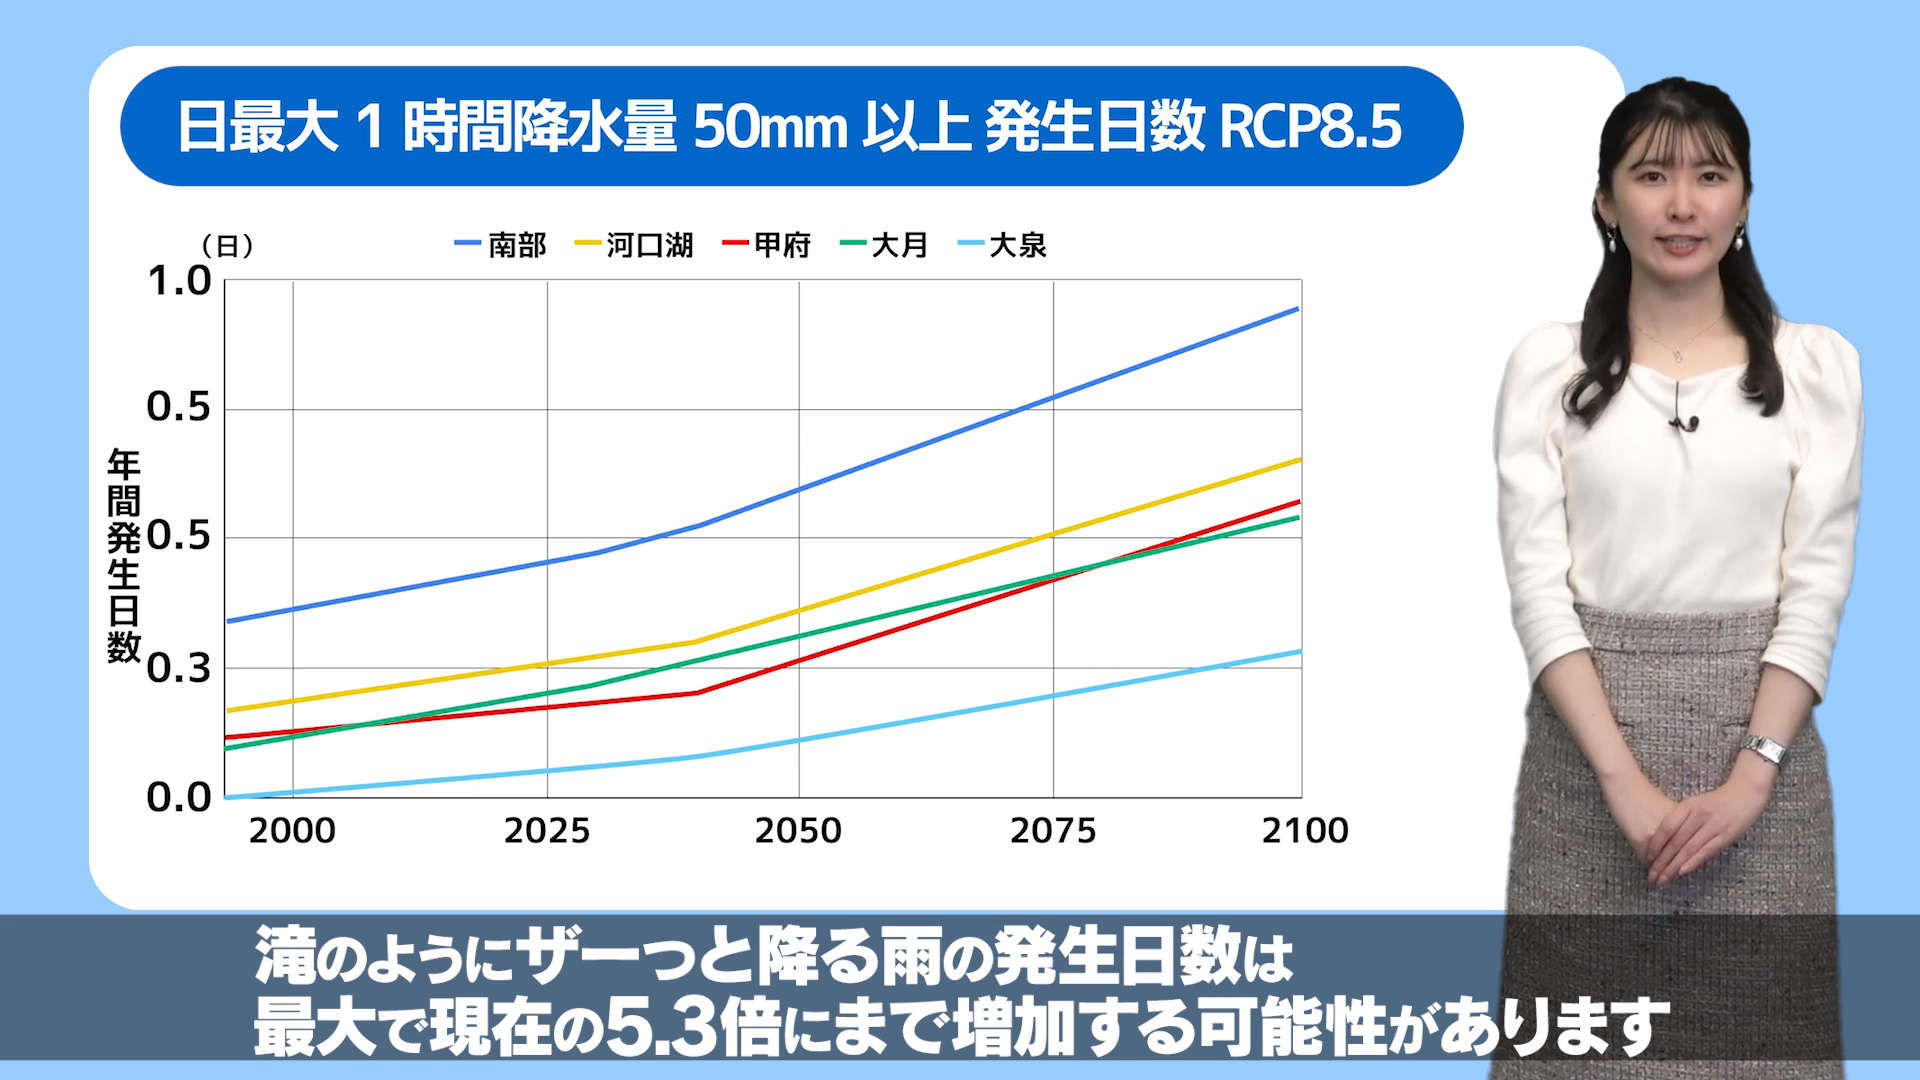 日最大1時間降水量 50mm 以上 発生日数 RCP8.5
(日)
南部 河口湖 甲府 大月 大泉
1.0
0.5
年間発生日数
0.5
0.3
0.0
2000 2025 2050 2075 2100
滝のようにザーっと降る雨の発生日数は
最大で現在の5.3倍にまで増加する可能性があります